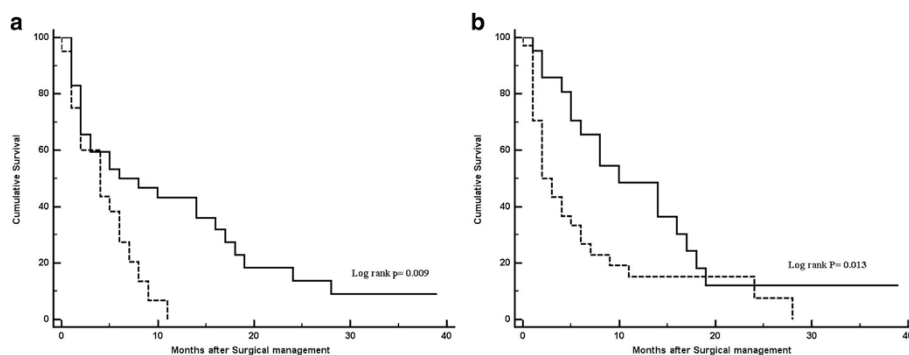 a
100
80
60
40
20
0
Cumulative Survival
Log rank p= 0.009
0 10 20 30 40
Months after Surgical management
b
100
80
60
40
20
0
Cumulative Survival
Log rank P= 0.013
0 10 20 30 40
Months after Surgical management